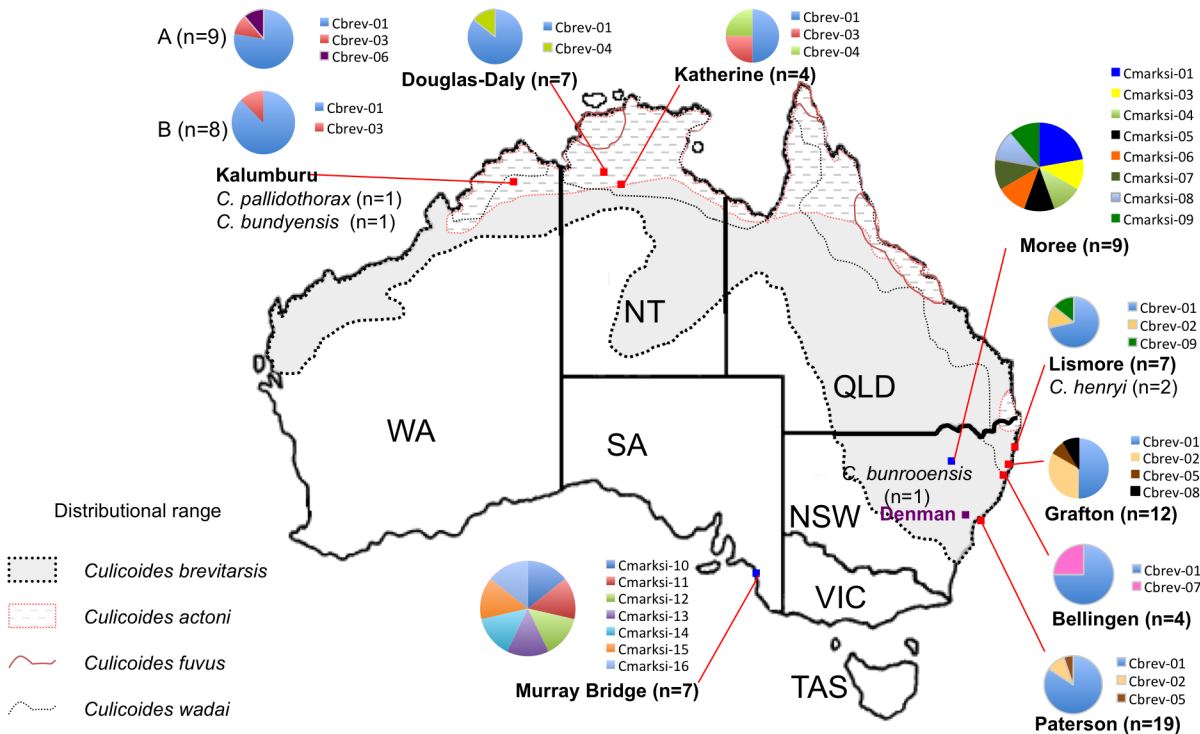 A (n=9)
Cbrev-01
Cbrev-03
Cbrev-06
B (n=8)
Cbrev-01
Cbrev-03
Kalumburu
C. pallidothorax (n=1)
C. bundyensis (n=1)
Cbrev-01
Cbrev-04
Douglas-Daly (n=7)
Cbrev-01
Cbrev-03
Cbrev-04
Katherine (n=4)
Cmarksi-01
Cmarksi-03
Cmarksi-04
Cmarksi-05
Cmarksi-06
Cmarksi-07
Cmarksi-08
Cmarksi-09
Moree (n=9)
Cbrev-01
Cbrev-02
Cbrev-09
Lismore (n=7)
C. henryi (n=2)
Cbrev-01
Cbrev-02
Cbrev-05
Cbrev-08
Grafton (n=12)
Cbrev-01
Cbrev-07
Bellingen (n=4)
Cbrev-01
Cbrev-02
Cbrev-05
Paterson (n=19)
WA
NT
SA
QLD
C. bunrooensis
(n=1)
Denman
NSW
VIC
TAS
Cmarksi-10
Cmarksi-11
Cmarksi-12
Cmarksi-13
Cmarksi-14
Cmarksi-15
Cmarksi-16
Murray Bridge (n=7)
Distributional range
Culicoides brevitarsis
Culicoides actoni
Culicoides fuvus
Culicoides wadai